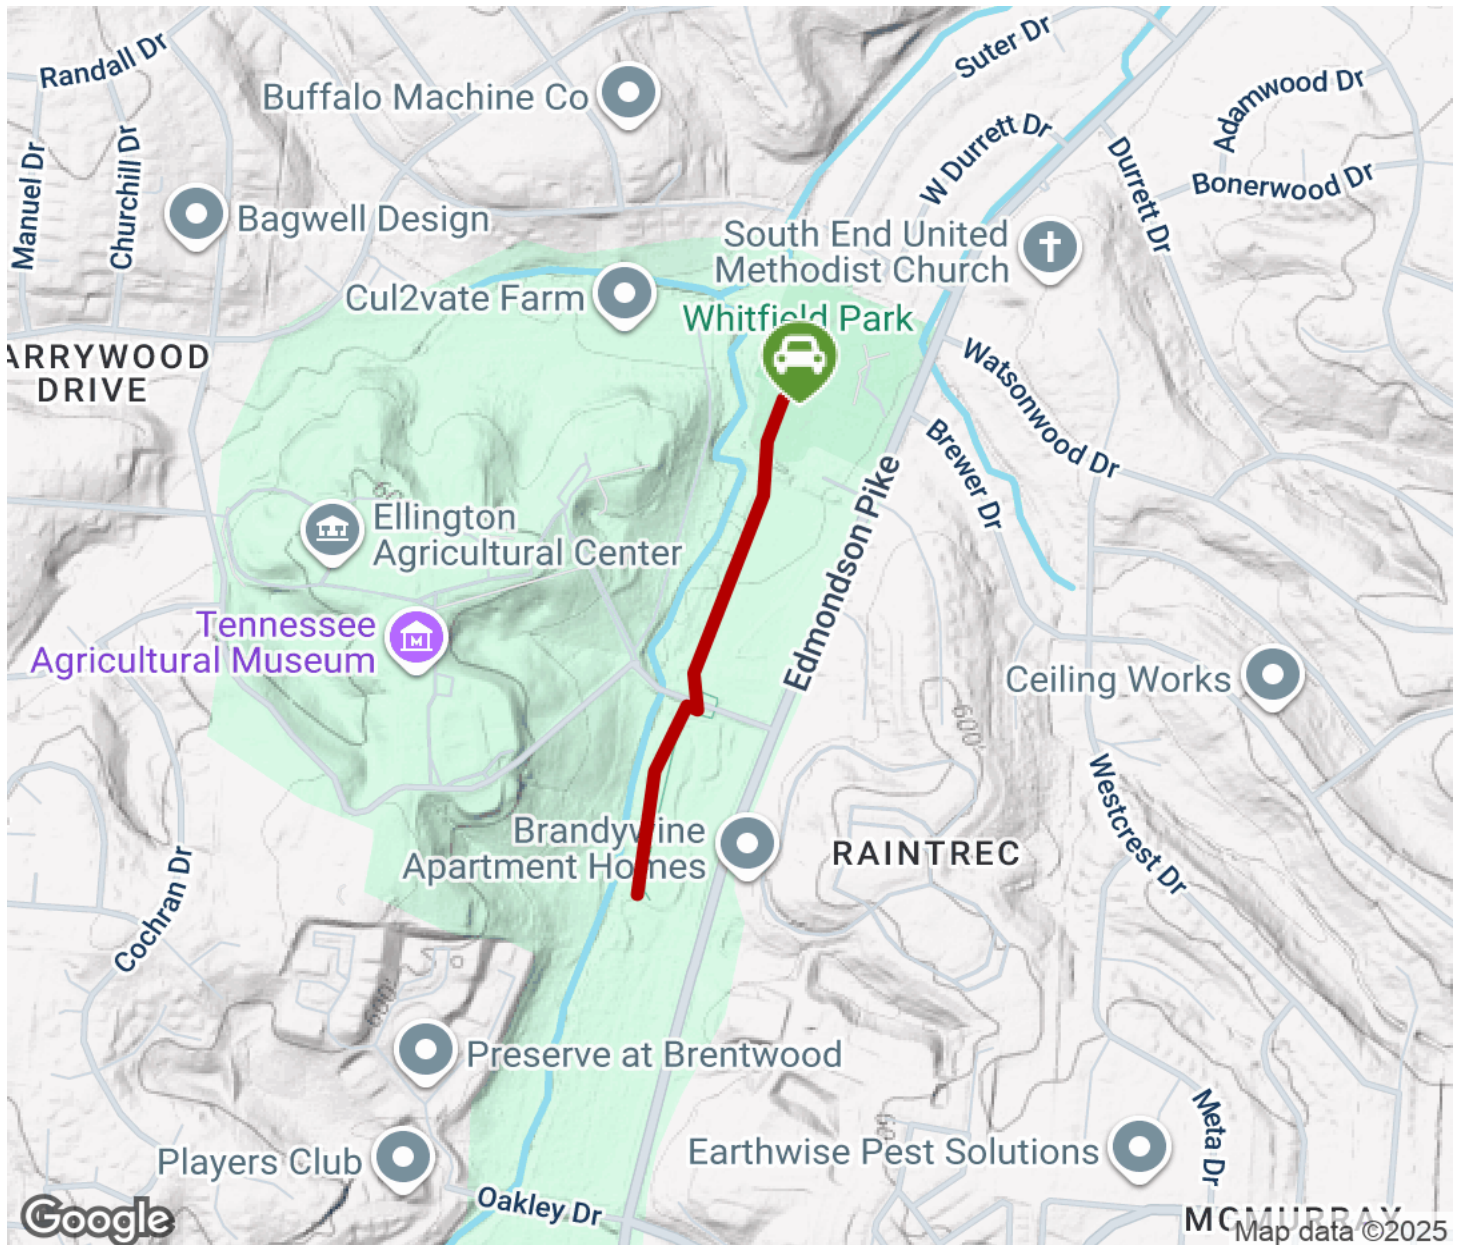 Randall Dr
Suter Dr
Buffalo Machine Co
Adamwood Dr
W Durrett Dr
Durrett Dr
Manuel Dr
Churchill Dr
Bonerwood Dr
Bagwell Design
South End United
Methodist Church
Cul2vate Farm
Whitfield Park
ARRYWOOD
DRIVE
Watsonwood Dr
Brewer Dr
Edmondson Pike
Ellington
Agricultural Center
Tennessee
Agricultural Museum
M
Ceiling Works
600'
Westcrest Dr
Brandywine
Apartment Homes
RAINTREC
Cochran Dr
600'
Preserve at Brentwood
Meta Dr
Earthwise Pest Solutions
Players Club
Oakley Dr
MCMURRAY
Google
Map data ©2025